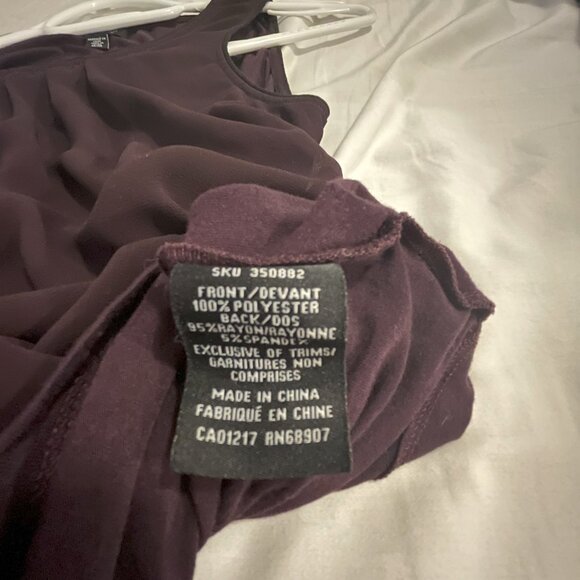 SKU 350882
FRONT/DEVANT
100% POLYESTER
BACK/DOS
95%RAYON/RAYONNE
5%SPANDEX
EXCLUSIVE OF TRIMS/
GARNITURES NON
COMPRISES
MADE IN CHINA
FABRIQUÉ EN CHINE
CA01217 RN68907